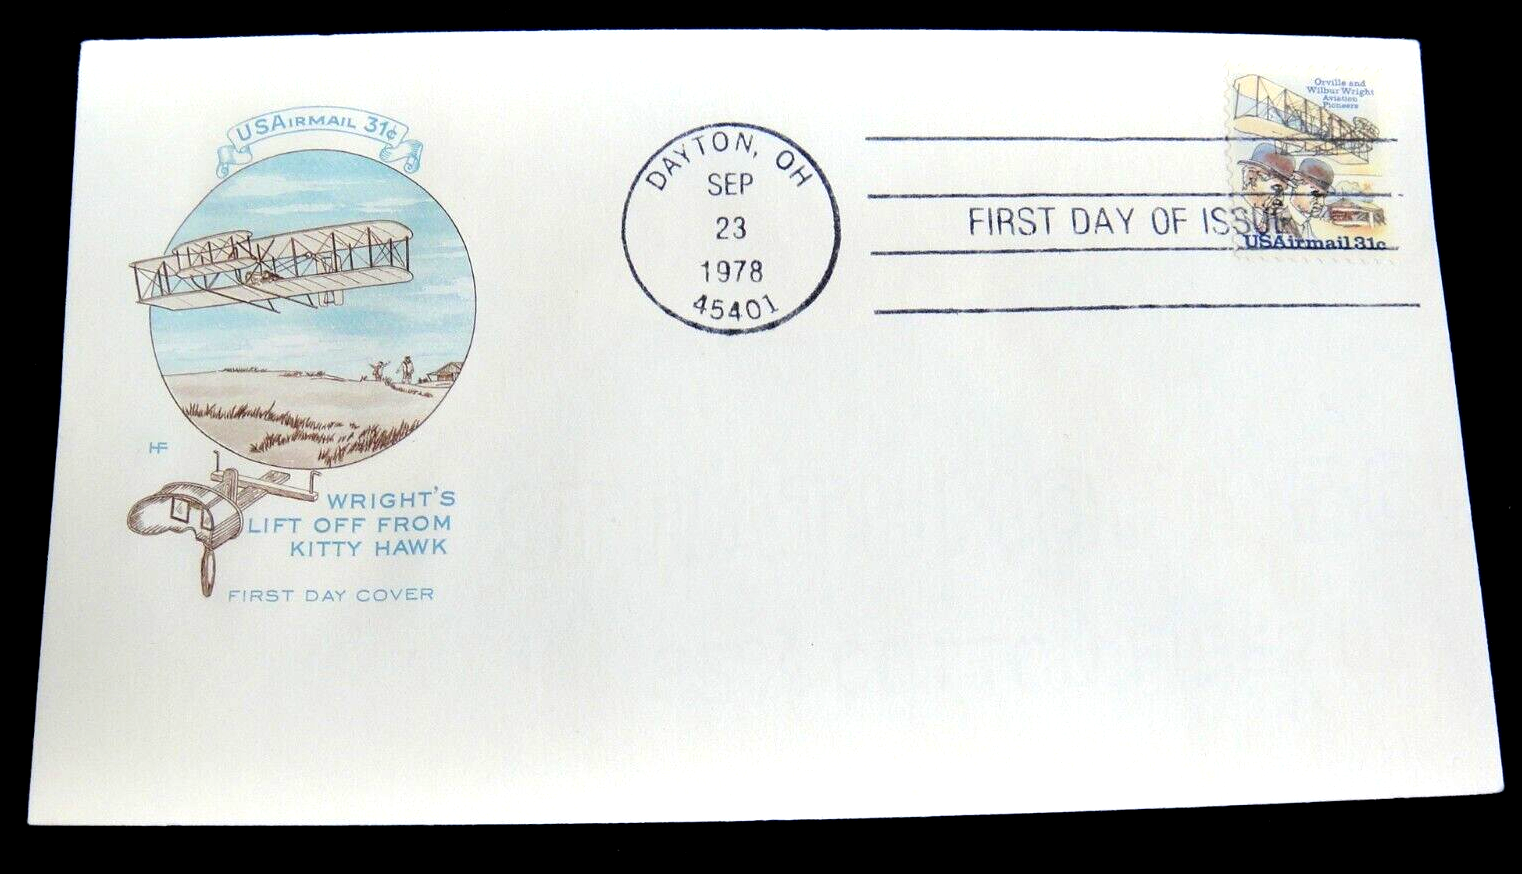 USAIRMAIL 31¢
HF
WRIGHT'S
LIFT OFF FROM
KITTY HAWK
FIRST DAY COVER
DAYTON, OH
SEP
23
1978
45401
FIRST DAY OF ISSUE
Orville and
Wilbur Wright
Aviation
Pioneers
USAirmail 31c